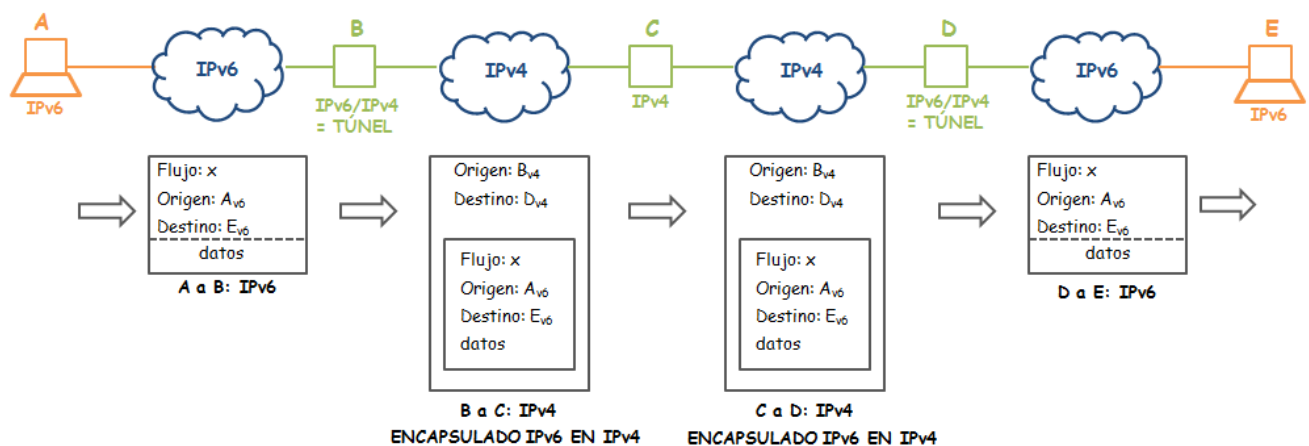 A
B
C
D
E
IPv6
IPv4
IPv4
IPv6
IPv6
IPv6/IPv4
= TÚNEL
IPv4
IPv6/IPv4
= TÚNEL
IPv6
Flujo: x
Origen: Av6
Destino: Ev6
datos
A a B: IPv6
Origen: Bv4
Destino: Dv4
Flujo: x
Origen: Av6
Destino: Ev6
datos
B a C: IPv4
ENCAPSULADO IPv6 EN IPv4
Origen: Bv4
Destino: Dv4
Flujo: x
Origen: Av6
Destino: Ev6
datos
C a D: IPv4
ENCAPSULADO IPv6 EN IPv4
Flujo: x
Origen: Av6
Destino: Ev6
datos
D a E: IPv6